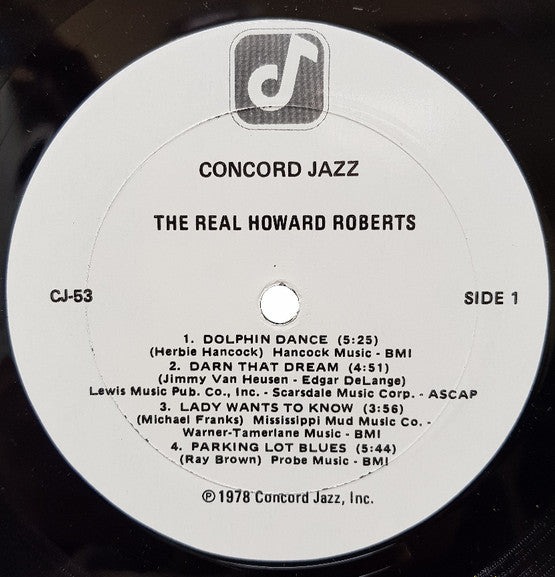 CONCORD JAZZ
THE REAL HOWARD ROBERTS
CJ-53
SIDE 1
1. DOLPHIN DANCE (5:25)
(Herbie Hancock) Hancock Music - BMI
2. DARN THAT DREAM (4:51)
(Jimmy Van Heusen - Edgar DeLange)
Lewis Music Pub. Co., Inc. - Scarsdale Music Corp. - ASCAP
3. LADY WANTS TO KNOW (3:56)
(Michael Franks) Mississippi Mud Music Co. -
Warner-Tamerlane Music - BMI
4. PARKING LOT BLUES (5:44)
(Ray Brown) Probe Music - BMI
℗ 1978 Concord Jazz, Inc.